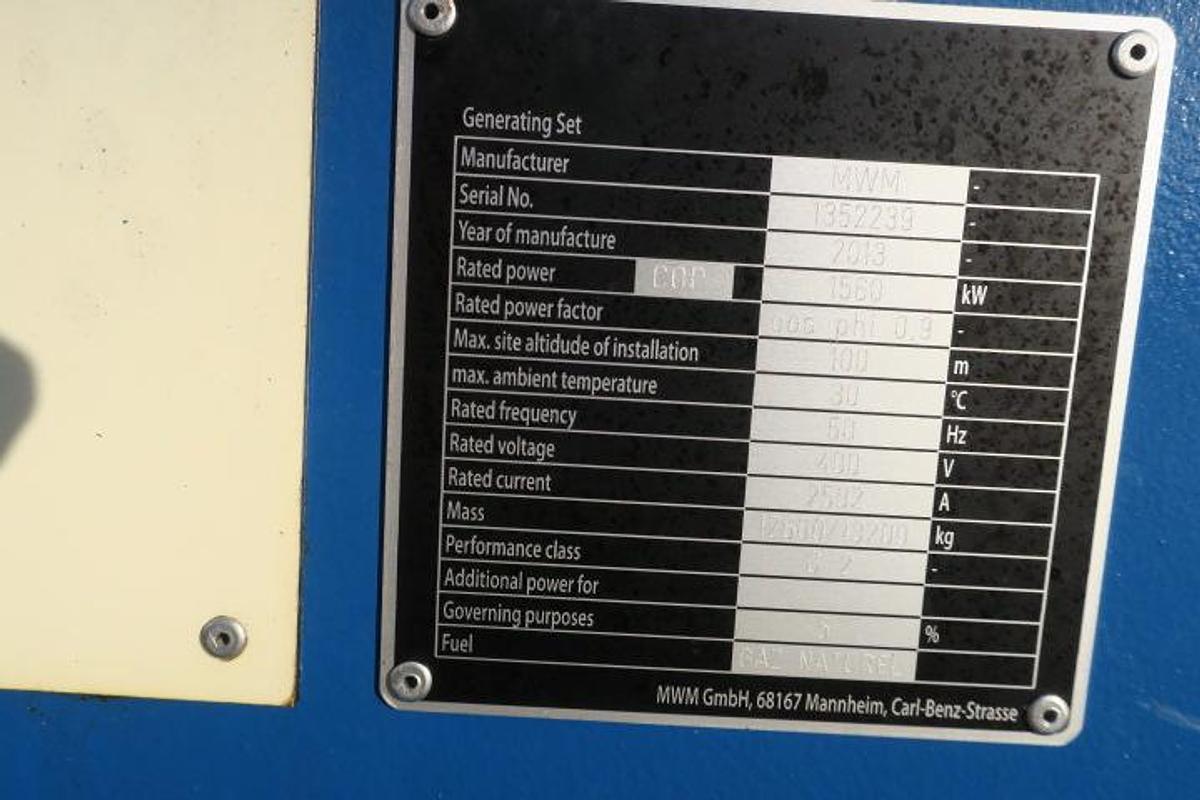 Generating Set
Manufacturer MWM -
Serial No. 1352239 -
Year of manufacture 2013 -
Rated power COP 1560 kW
Rated power factor cos phi 0,9 -
Max. site altidude of installation 100 m
max. ambient temperature 30 °C
Rated frequency Hz
Rated voltage 400 V
Rated current 2502 A
Mass kg
Performance class G 2 -
Additional power for
Governing purposes %
Fuel GAZ NATUREL
MWM GmbH, 68167 Mannheim, Carl-Benz-Strasse